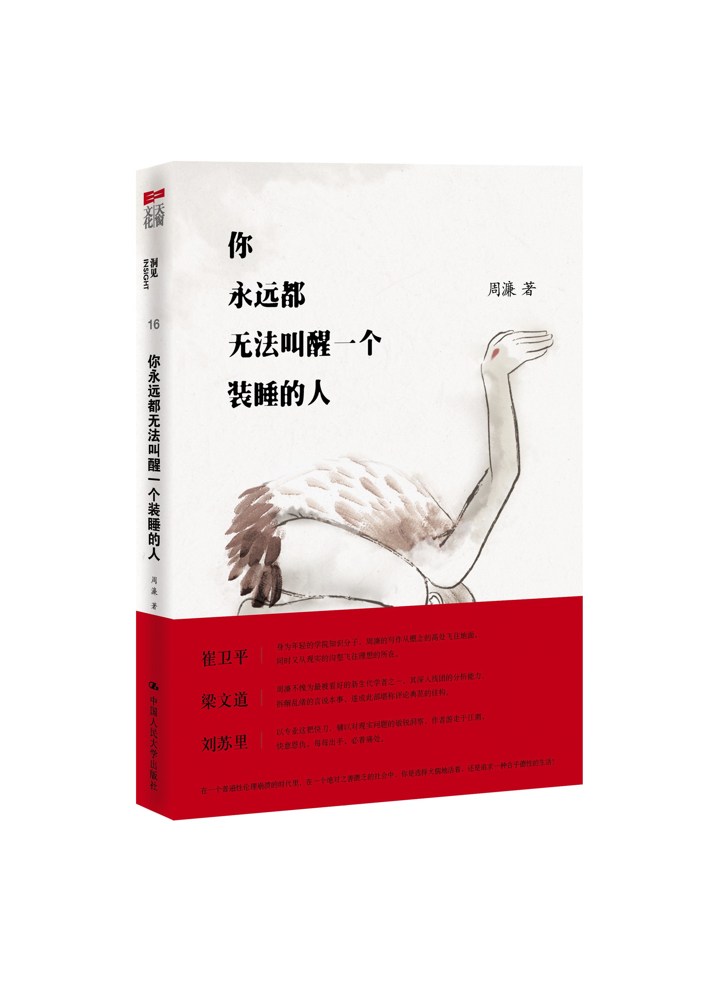 天窗
文化
洞见
INSIGHT
16
你永远都无法叫醒一个装睡的人
周濂 著
中国人民大学出版社
你
永远都
无法叫醒一个
装睡的人
周濂 著
崔卫平
身为年轻的学院知识分子，周濂的写作从概念的高处飞往地面，
同时又从现实的沟壑飞往理想的所在。
梁文道
周濂不愧为最被看好的新生代学者之一，其深入线团的分析能力、
拆解乱绪的言说本事，遂成此部堪称评论典范的佳构。
刘苏里
以专业这把快刀，辅以对现实问题的敏锐洞察，作者游走于江湖，
快意恩仇，每每出手，必着痛处。
在一个普遍性伦理崩溃的时代里，在一个绝对之善匮乏的社会中，你是选择犬儒地活着，还是追求一种合乎德性的生活？